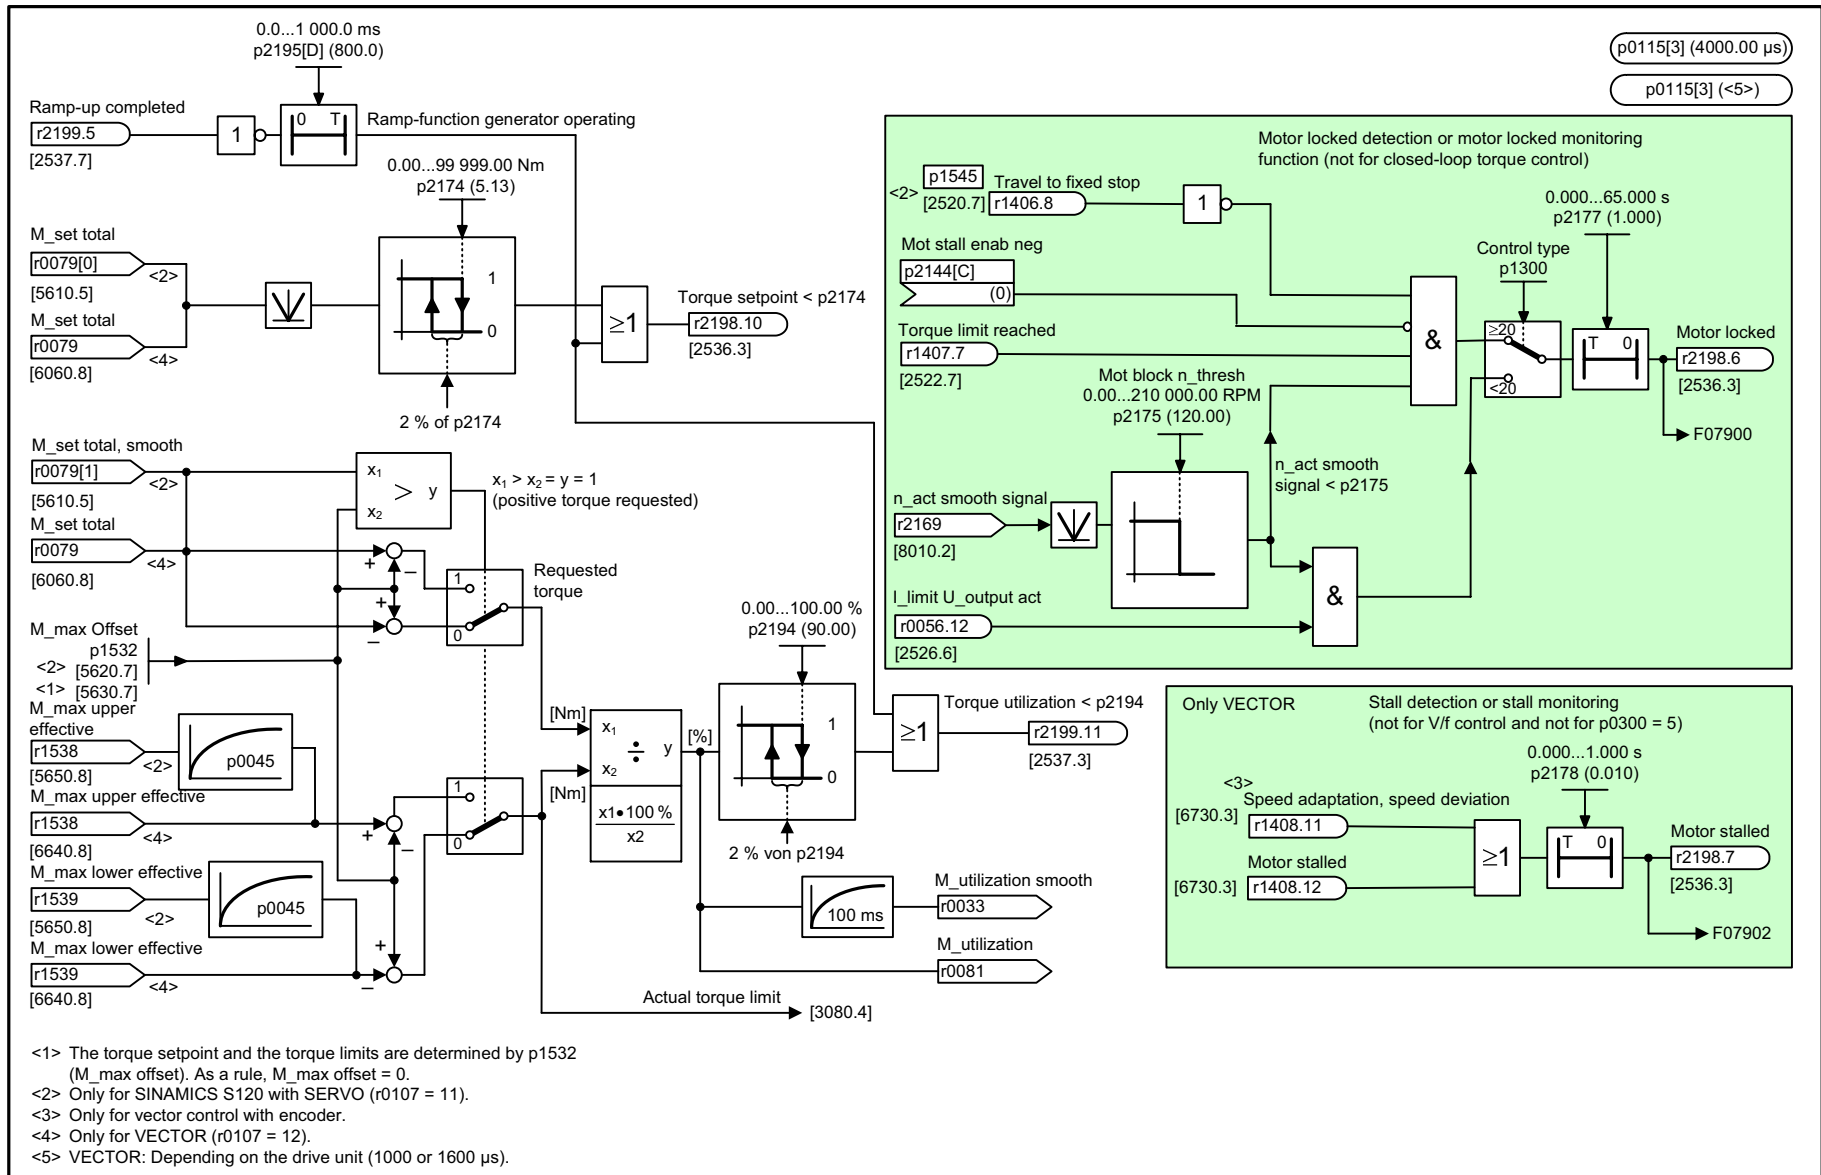 0.0...1 000.0 ms
p2195[D] (800.0)
p0115[3] (4000.00 µs)
p0115[3] (<5>)
Ramp-up completed
r2199.5
[2537.7]
1
0 T
Ramp-function generator operating
0.00...99 999.00 Nm
p2174 (5.13)
M_set total
r0079[0]
<2>
[5610.5]
M_set total
r0079
<4>
[6060.8]
1
0
2 % of p2174
≥1
Torque setpoint < p2174
r2198.10
[2536.3]
M_set total, smooth
r0079[1]
<2>
[5610.5]
M_set total
r0079
<4>
[6060.8]
x1
> y
x2
x1 > x2 = y = 1
(positive torque requested)
+
–
+
–
1
0
Requested
torque
M_max Offset
p1532
<2> [5620.7]
<1> [5630.7]
M_max upper
effective
r1538
<2>
[5650.8]
p0045
M_max upper effective
r1538
<4>
[6640.8]
M_max lower effective
r1539
<2>
[5650.8]
p0045
M_max lower effective
r1539
<4>
[6640.8]
+
–
+
–
1
0
[Nm]
[Nm]
x1
÷ y
x2
x1•100 %
x2
[%]
0.00...100.00 %
p2194 (90.00)
1
0
2 % von p2194
≥1
Torque utilization < p2194
r2199.11
[2537.3]
100 ms
M_utilization smooth
r0033
M_utilization
r0081
Actual torque limit
[3080.4]
Motor locked detection or motor locked monitoring
function (not for closed-loop torque control)
<2>
p1545
[2520.7]
Travel to fixed stop
r1406.8
1
Mot stall enab neg
p2144[C]
(0)
Torque limit reached
r1407.7
[2522.7]
Mot block n_thresh
0.00...210 000.00 RPM
p2175 (120.00)
n_act smooth signal
r2169
[8010.2]
n_act smooth
signal < p2175
I_limit U_output act
r0056.12
[2526.6]
&
&
Control type
p1300
≥20
<20
0.000...65.000 s
p2177 (1.000)
T 0
Motor locked
r2198.6
[2536.3]
F07900
Only VECTOR
Stall detection or stall monitoring
(not for V/f control and not for p0300 = 5)
0.000...1.000 s
p2178 (0.010)
<3>
Speed adaptation, speed deviation
[6730.3]
r1408.11
Motor stalled
[6730.3]
r1408.12
≥1
T 0
Motor stalled
r2198.7
[2536.3]
F07902
<1> The torque setpoint and the torque limits are determined by p1532
(M_max offset). As a rule, M_max offset = 0.
<2> Only for SINAMICS S120 with SERVO (r0107 = 11).
<3> Only for vector control with encoder.
<4> Only for VECTOR (r0107 = 12).
<5> VECTOR: Depending on the drive unit (1000 or 1600 µs).